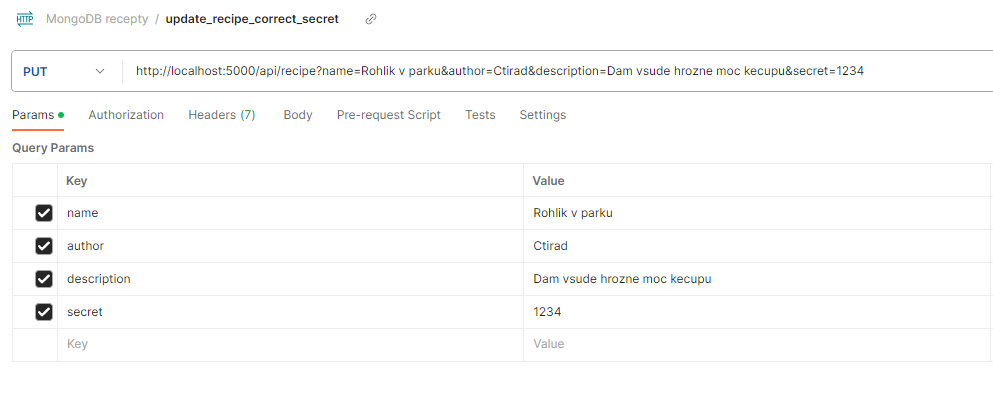 HTTP MongoDB recepty / update_recipe_correct_secret
PUT http://localhost:5000/api/recipe?name=Rohlik v parku&author=Ctirad&description=Dam vsude hrozne moc kecupu&secret=1234
Params Authorization Headers (7) Body Pre-request Script Tests Settings
Query Params
Key Value
name Rohlik v parku
author Ctirad
description Dam vsude hrozne moc kecupu
secret 1234
Key Value